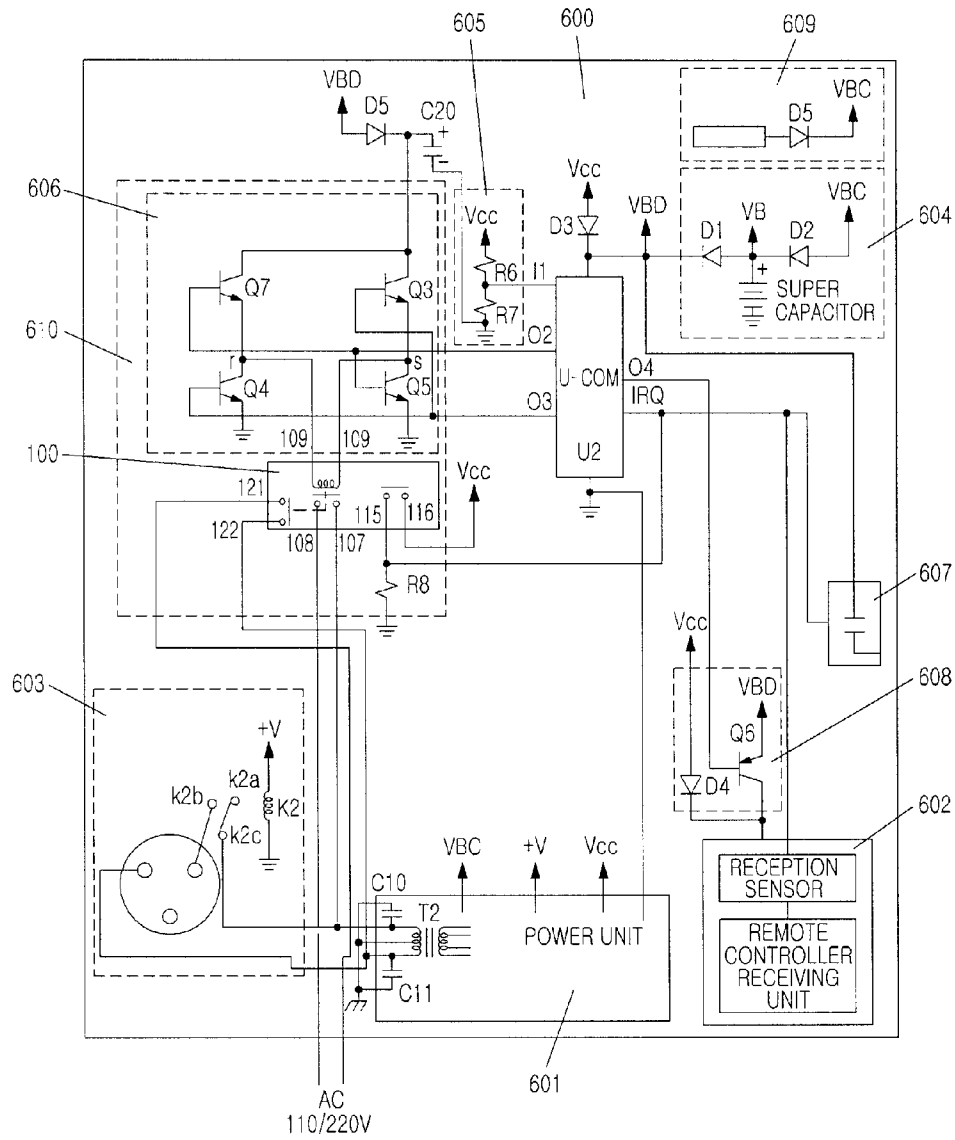 605
600
609
VBD
D5
C20
+
-
VBC
D5
606
Vcc
Vcc
VBD
VB
VBC
604
D3
D1
D2
Q7
Q3
R6
I1
+
SUPER
CAPACITOR
610
R7
O2
r
s
Q4
Q5
U-COM
O4
O3
IRQ
109
109
U2
100
Vcc
121
115
116
122
108
107
R8
607
Vcc
603
VBD
608
+V
Q6
k2a
k2b
K2
D4
k2c
602
VBC
+V
Vcc
RECEPTION
SENSOR
C10
T2
POWER UNIT
REMOTE
CONTROLLER
RECEIVING
UNIT
C11
601
AC
110/220V